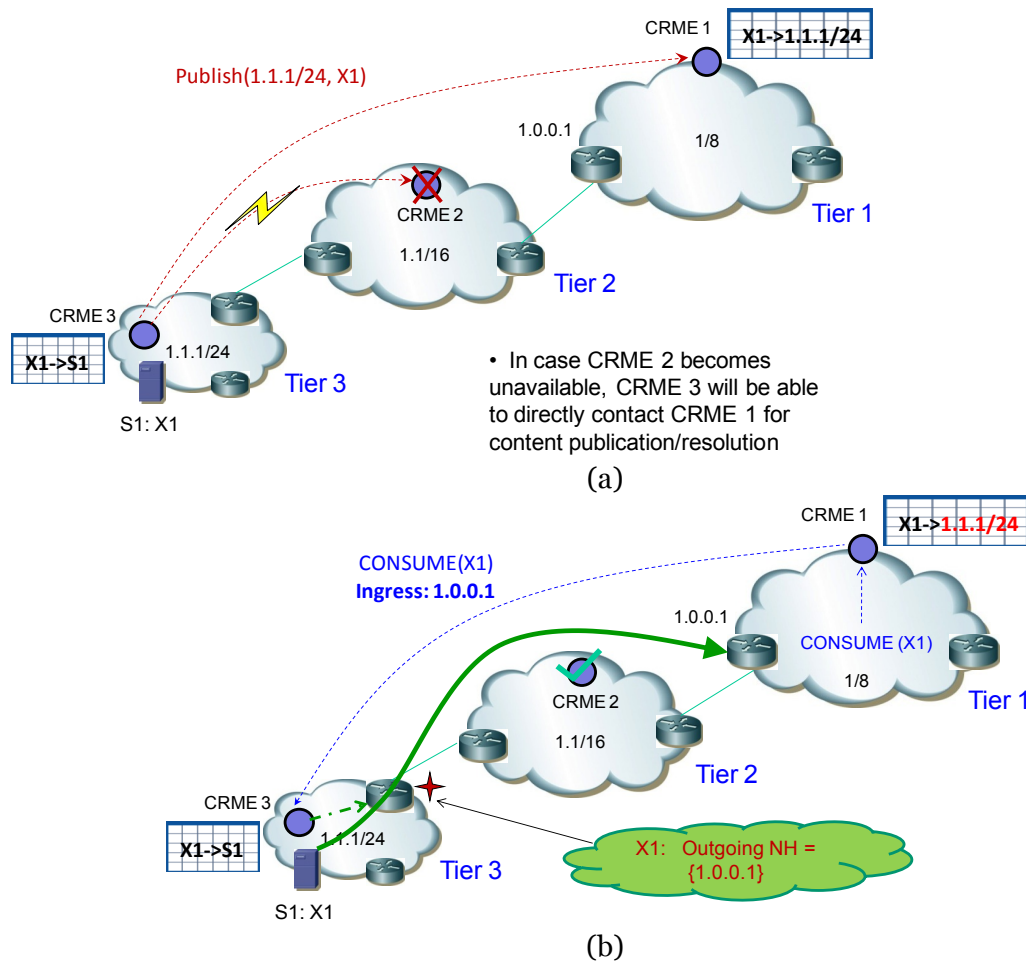 CRME 1
X1->1.1.1/24
Publish(1.1.1/24, X1)
1.0.0.1
1/8
CRME 2
Tier 1
1.1/16
Tier 2
CRME 3
X1->S1
1.1.1/24
Tier 3
S1: X1
• In case CRME 2 becomes
unavailable, CRME 3 will be able
to directly contact CRME 1 for
content publication/resolution
(a)
CRME 1
X1->1.1.1/24
CONSUME(X1)
Ingress: 1.0.0.1
1.0.0.1
CONSUME (X1)
1/8
CRME 2
Tier 1
1.1/16
Tier 2
CRME 3
X1->S1
1.1.1/24
Tier 3
X1: Outgoing NH =
{1.0.0.1}
S1: X1
(b)